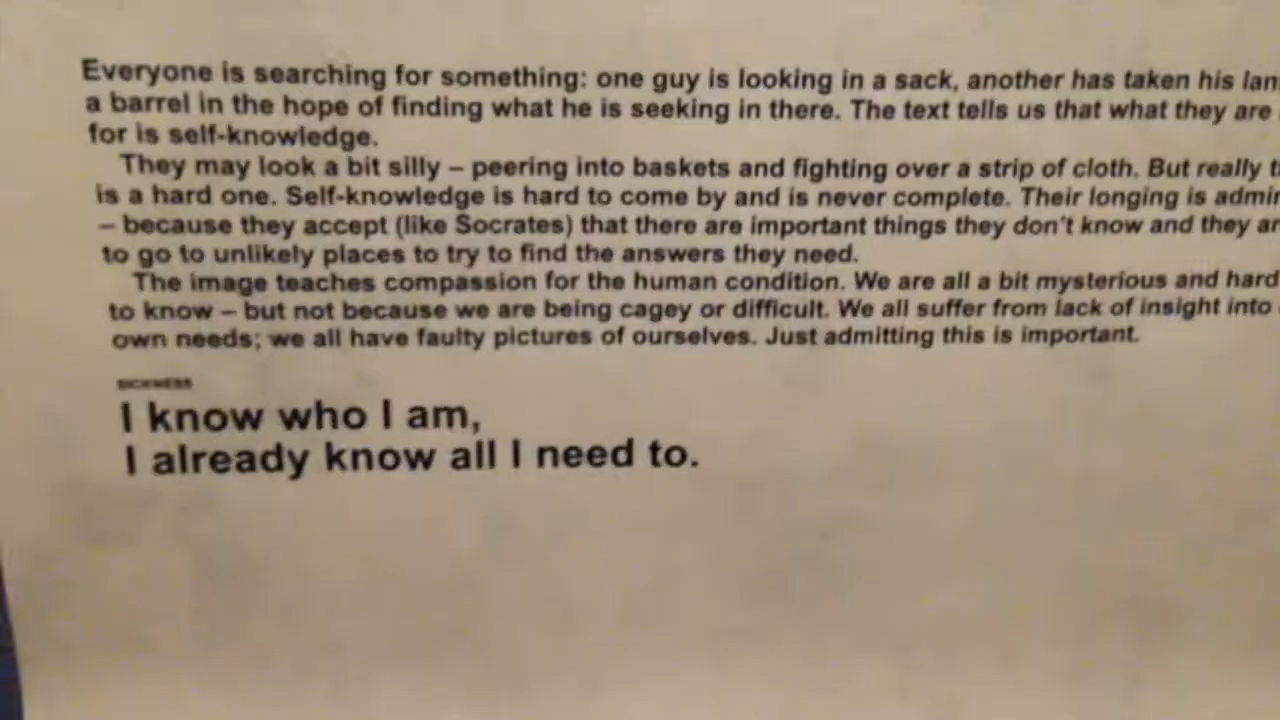 Everyone is searching for something: one guy is looking in a sack, another has taken his
a barrel in the hope of finding what he is seeking in there. The text tells us that what they are
for is self-knowledge.
They may look a bit silly – peering into baskets and fighting over a strip of cloth. But really
is a hard one. Self-knowledge is hard to come by and is never complete. Their longing is
– because they accept (like Socrates) that there are important things they don't know and they
to go to unlikely places to try to find the answers they need.
The image teaches compassion for the human condition. We are all a bit mysterious and hard
to know – but not because we are being cagey or difficult. We all suffer from lack of insight into
own needs; we all have faulty pictures of ourselves. Just admitting this is important.
SICKNESS
I know who I am,
I already know all I need to.